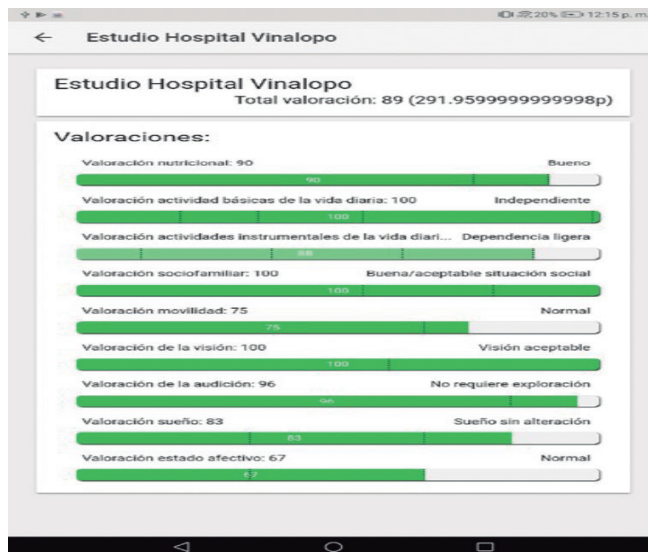 20% 12:15 p. m.
← Estudio Hospital Vinalopo
Estudio Hospital Vinalopo
Total valoración: 89 (291.9599999999998p)
Valoraciones:
Valoración nutricional: 90 Bueno
90
Valoración actividad básicas de la vida diaria: 100 Independiente
100
Valoración actividades instrumentales de la vida diari... Dependencia ligera
88
Valoración sociofamiliar: 100 Buena/aceptable situación social
100
Valoración movilidad: 75 Normal
75
Valoración de la visión: 100 Visión aceptable
100
Valoración de la audición: 96 No requiere exploración
96
Valoración sueño: 83 Sueño sin alteración
83
Valoración estado afectivo: 67 Normal
67